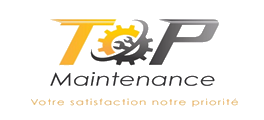 TOP
Maintenance
Votre satisfaction notre priorité